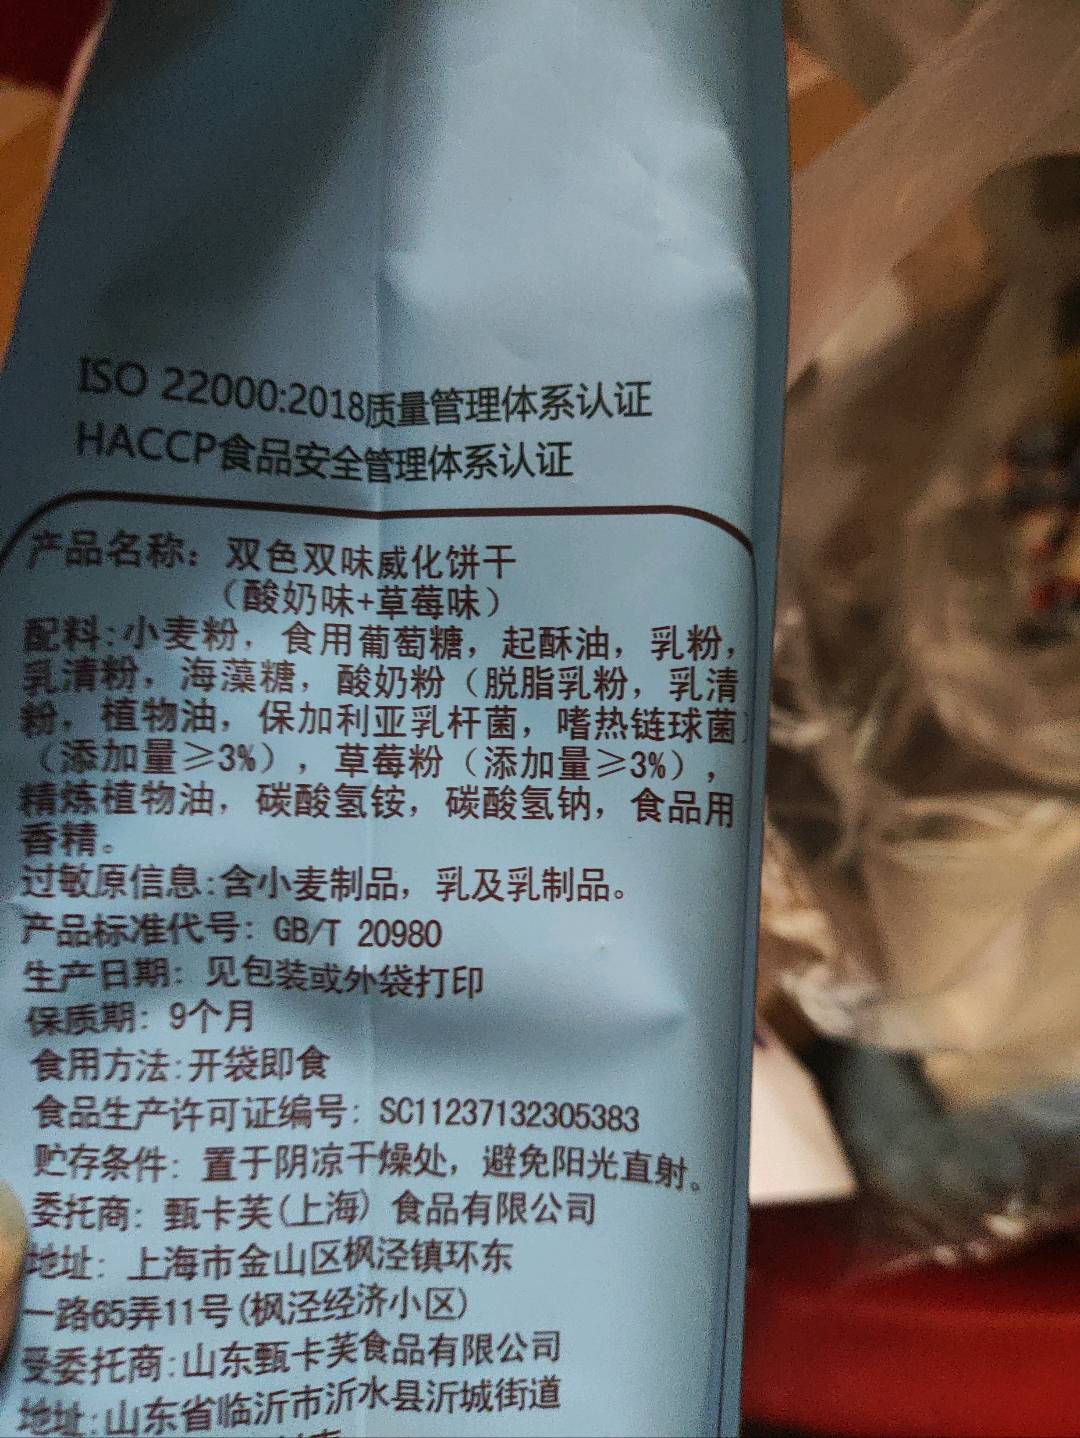 ISO 22000:2018质量管理体系认证
HACCP食品安全管理体系认证
产品名称：双色双味威化饼干
（酸奶味+草莓味）
配料:小麦粉，食用葡萄糖，起酥油，乳粉，
乳清粉，海藻糖，酸奶粉（脱脂乳粉，乳清
粉，植物油，保加利亚乳杆菌，嗜热链球菌）
（添加量≥3%），草莓粉（添加量≥3%），
精炼植物油，碳酸氢铵，碳酸氢钠，食品用
香精。
过敏原信息:含小麦制品，乳及乳制品。
产品标准代号：GB/T 20980
生产日期：见包装或外袋打印
保质期：9个月
食用方法:开袋即食
食品生产许可证编号：SC11237132305383
贮存条件：置于阴凉干燥处，避免阳光直射。
委托商：甄卡芙(上海)食品有限公司
地址：上海市金山区枫泾镇环东
一路65弄11号(枫泾经济小区)
受委托商:山东甄卡芙食品有限公司
地址:山东省临沂市沂水县沂城街道